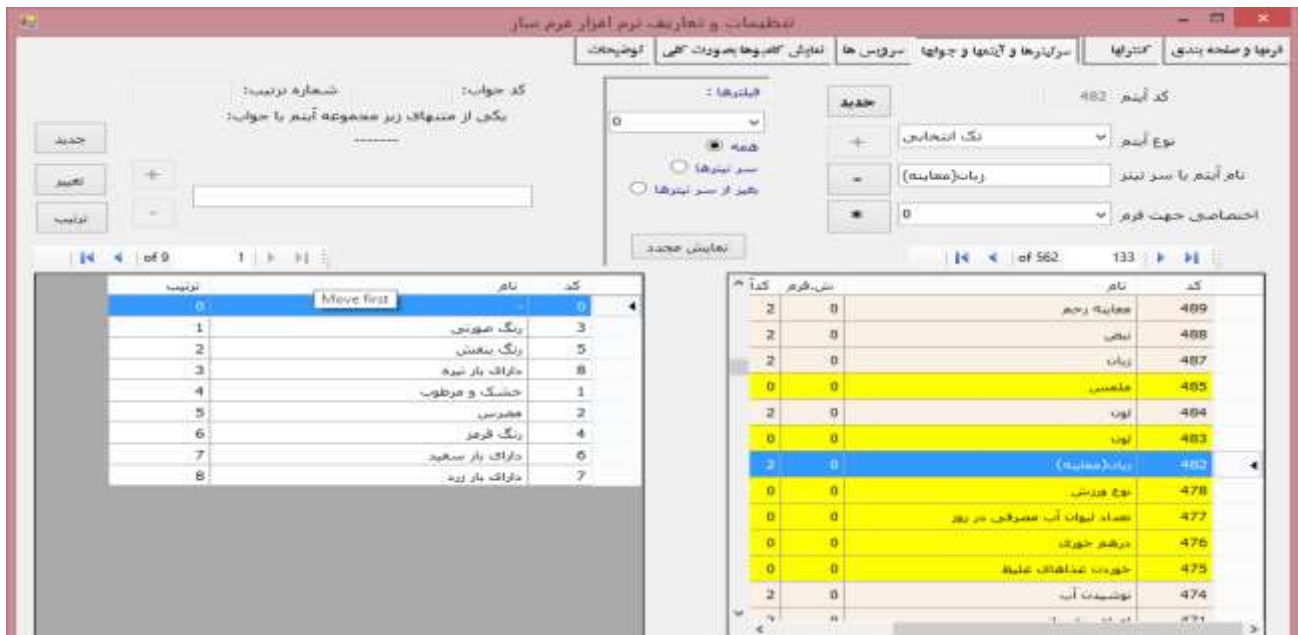 تنظیمات و تعاریف نرم افزار فرم ساز
فرمها و صفحه بندی کنترلها سرتیترها و آیتمها و جوابها سرویس ها نمایش کامبوها بصورت کلی توضیحات
کد آیتم 482
جدید
نوع آیتم تک انتخابی
+
نام آیتم یا سر تیتر زبان(معاینه)
-
اختصاصی جهت فرم 0
*
133 of 562
فیلترها :
0
همه
سر تیترها
بغیر از سر تیترها
نمایش مجدد
کد جواب: شماره ترتیب:
یکی از متنهای زیر مجموعه آیتم یا جواب:
-------
جدید
تغییر
ترتیب
+
-
1 of 9
Move first
کد نام ش.فرم کدآ
489 معاینه رحم 0 2
488 نبض 0 2
487 زبان 0 2
485 ملمس 0 0
484 لون 0 2
483 لون 0 0
482 زبان(معاینه) 0 2
478 نوع ورزش 0 0
477 تعداد لیوان آب مصرفی در روز 0 0
476 درهم خوری 0 0
475 خوردن غذاهای غلیظ 0 0
474 نوشیدن آب 0 2
کد نام ترتیب
0 - 0
3 رنگ صورتی 1
5 رنگ بنفش 2
8 دارای بار تیره 3
1 خشک و مرطوب 4
2 مضرس 5
4 رنگ قرمز 6
6 دارای بار سفید 7
7 دارای بار زرد 8